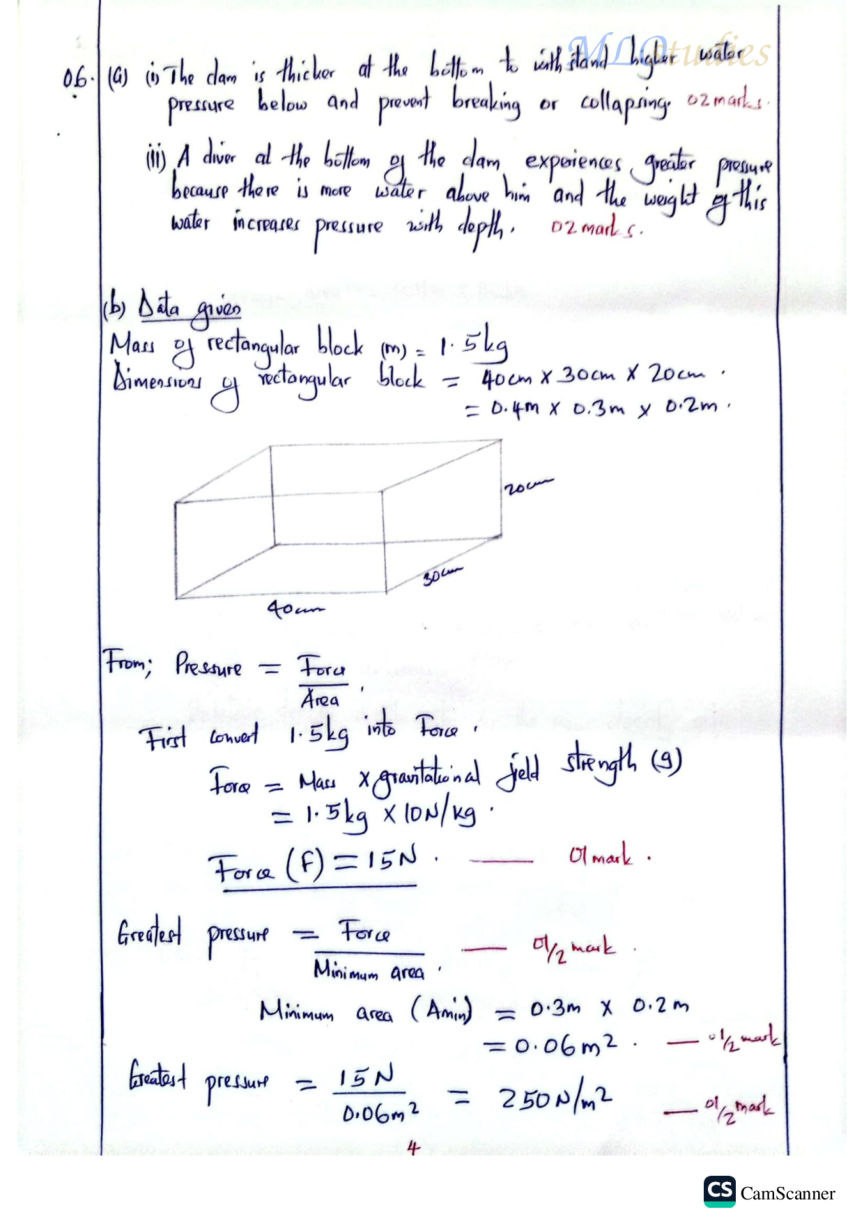 MLOstudies
06. (a) (i) The dam is thicker at the bottom to withstand higher water
pressure below and prevent breaking or collapsing. 02 marks.
(ii) A diver at the bottom of the dam experiences greater pressure
because there is more water above him and the weight of this
water increases pressure with depth. 02 marks.
(b) Data given
Mass of rectangular block (m) = 1.5kg
Dimensions of rectangular block = 40cm x 30cm x 20cm.
= 0.4m x 0.3m x 0.2m.
20cm
30cm
40cm
From; Pressure = Force
Area.
First convert 1.5kg into Force.
Force = Mass x gravitational field strength (g)
= 1.5kg x 10N/kg.
Force (F) = 15N. — 01 mark.
Greatest pressure = Force — 01/2 mark.
Minimum area.
Minimum area (Amin) = 0.3m x 0.2m
= 0.06m². — 01/2 mark
Greatest pressure = 15N = 250N/m² — 01/2 mark
0.06m²
4
CS CamScanner